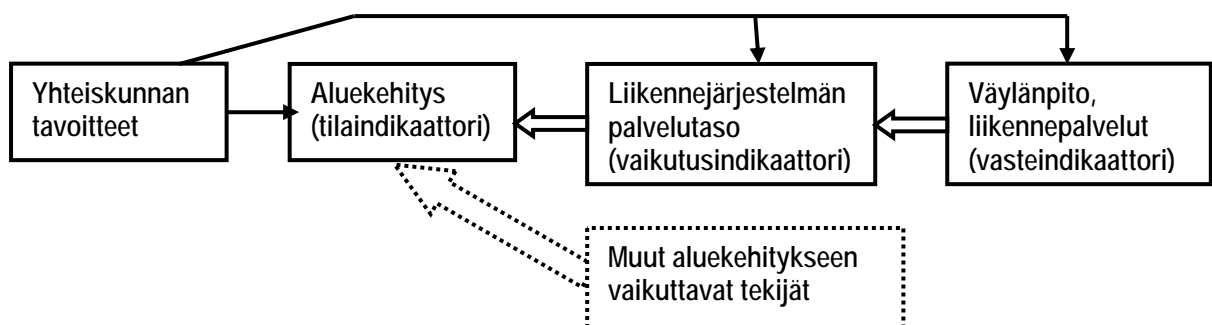 Yhteiskunnan
tavoitteet
Aluekehitys
(tilaindikaattori)
Liikennejärjestelmän
palvelutaso
(vaikutusindikaattori)
Väylänpito,
liikennepalvelut
(vasteindikaattori)
Muut aluekehitykseen
vaikuttavat tekijät